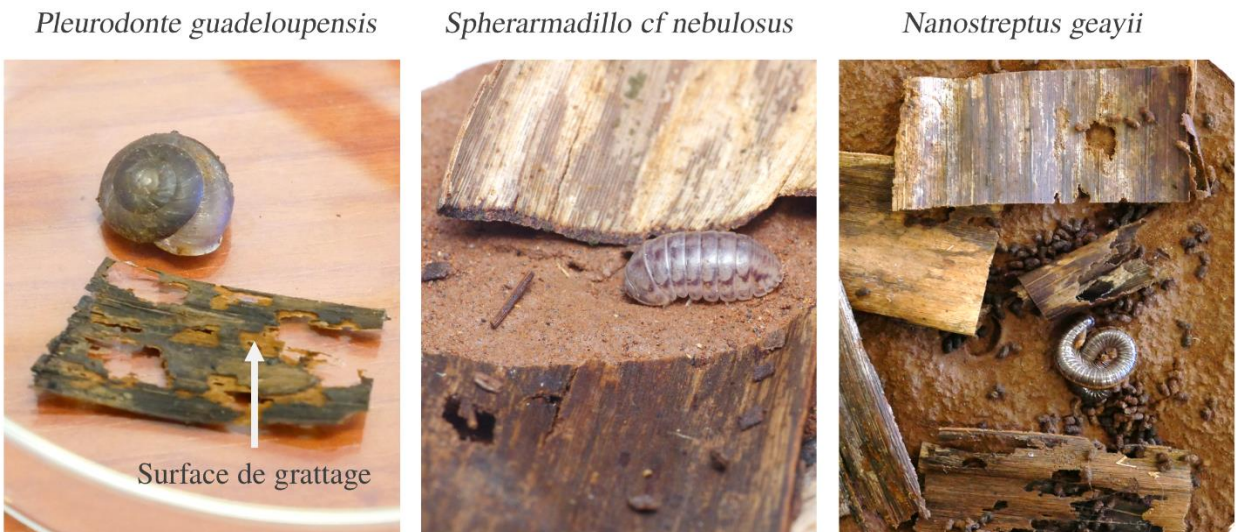 Pleurodonte guadeloupensis
Spherarmadillo cf nebulosus
Nanostreptus geayii
Surface de grattage